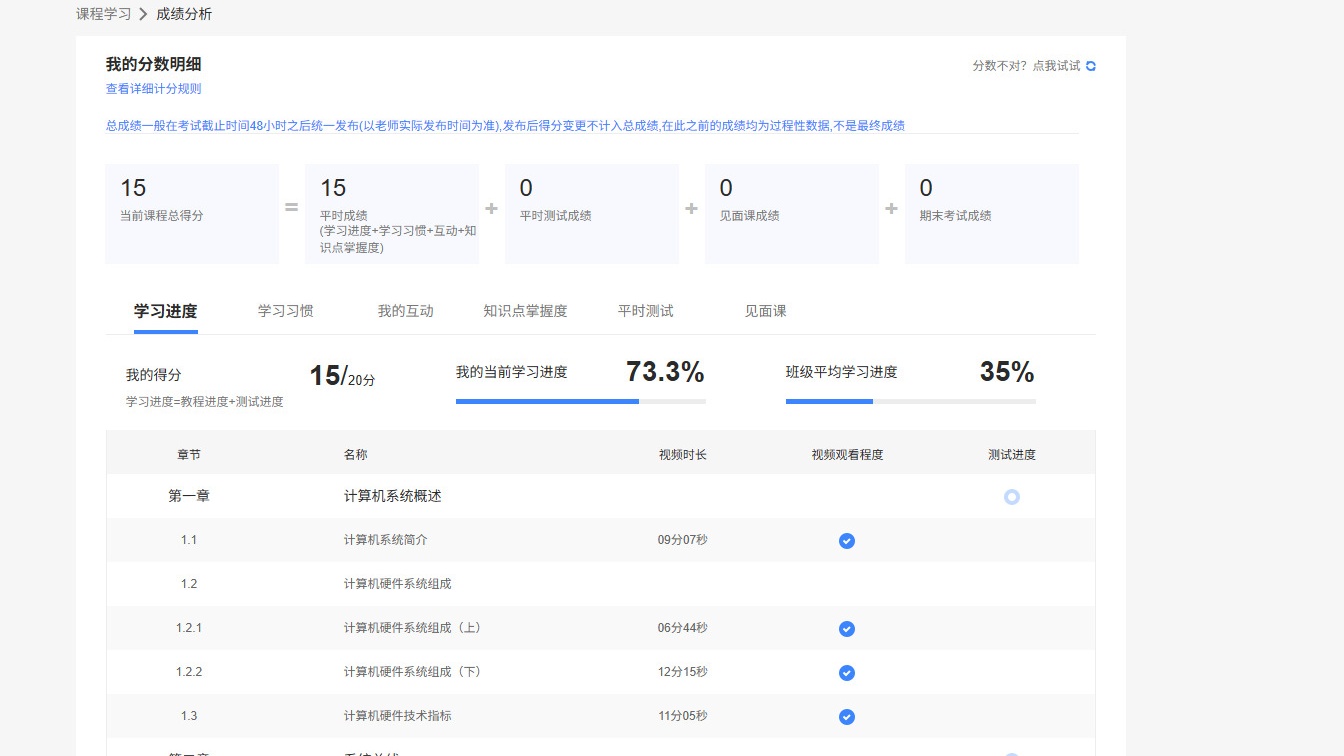 课程学习 > 成绩分析
我的分数明细
分数不对？点我试试
查看详细计分规则
总成绩一般在考试截止时间48小时之后统一发布(以老师实际发布时间为准),发布后得分变更不计入总成绩,在此之前的成绩均为过程性数据,不是最终成绩
15 = 15 + 0 + 0 + 0
当前课程总得分 平时成绩 平时测试成绩 见面课成绩 期末考试成绩
(学习进度+学习习惯+互动+知
识点掌握度)
学习进度 学习习惯 我的互动 知识点掌握度 平时测试 见面课
我的得分 15/20分 我的当前学习进度 73.3% 班级平均学习进度 35%
学习进度=教程进度+测试进度
章节 名称 视频时长 视频观看程度 测试进度
第一章 计算机系统概述
1.1 计算机系统简介 09分07秒
1.2 计算机硬件系统组成
1.2.1 计算机硬件系统组成（上） 06分44秒
1.2.2 计算机硬件系统组成（下） 12分15秒
1.3 计算机硬件技术指标 11分05秒